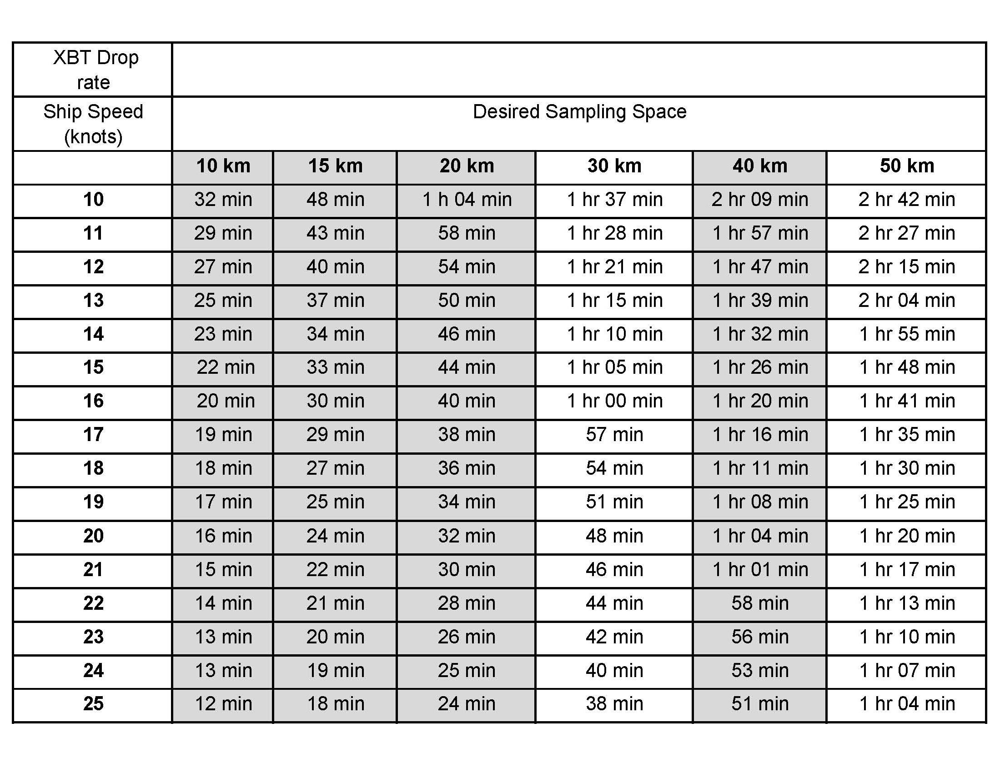 XBT Drop
rate
Ship Speed
(knots)
Desired Sampling Space
10 km 15 km 20 km 30 km 40 km 50 km
10 32 min 48 min 1 h 04 min 1 hr 37 min 2 hr 09 min 2 hr 42 min
11 29 min 43 min 58 min 1 hr 28 min 1 hr 57 min 2 hr 27 min
12 27 min 40 min 54 min 1 hr 21 min 1 hr 47 min 2 hr 15 min
13 25 min 37 min 50 min 1 hr 15 min 1 hr 39 min 2 hr 04 min
14 23 min 34 min 46 min 1 hr 10 min 1 hr 32 min 1 hr 55 min
15 22 min 33 min 44 min 1 hr 05 min 1 hr 26 min 1 hr 48 min
16 20 min 30 min 40 min 1 hr 00 min 1 hr 20 min 1 hr 41 min
17 19 min 29 min 38 min 57 min 1 hr 16 min 1 hr 35 min
18 18 min 27 min 36 min 54 min 1 hr 11 min 1 hr 30 min
19 17 min 25 min 34 min 51 min 1 hr 08 min 1 hr 25 min
20 16 min 24 min 32 min 48 min 1 hr 04 min 1 hr 20 min
21 15 min 22 min 30 min 46 min 1 hr 01 min 1 hr 17 min
22 14 min 21 min 28 min 44 min 58 min 1 hr 13 min
23 13 min 20 min 26 min 42 min 56 min 1 hr 10 min
24 13 min 19 min 25 min 40 min 53 min 1 hr 07 min
25 12 min 18 min 24 min 38 min 51 min 1 hr 04 min